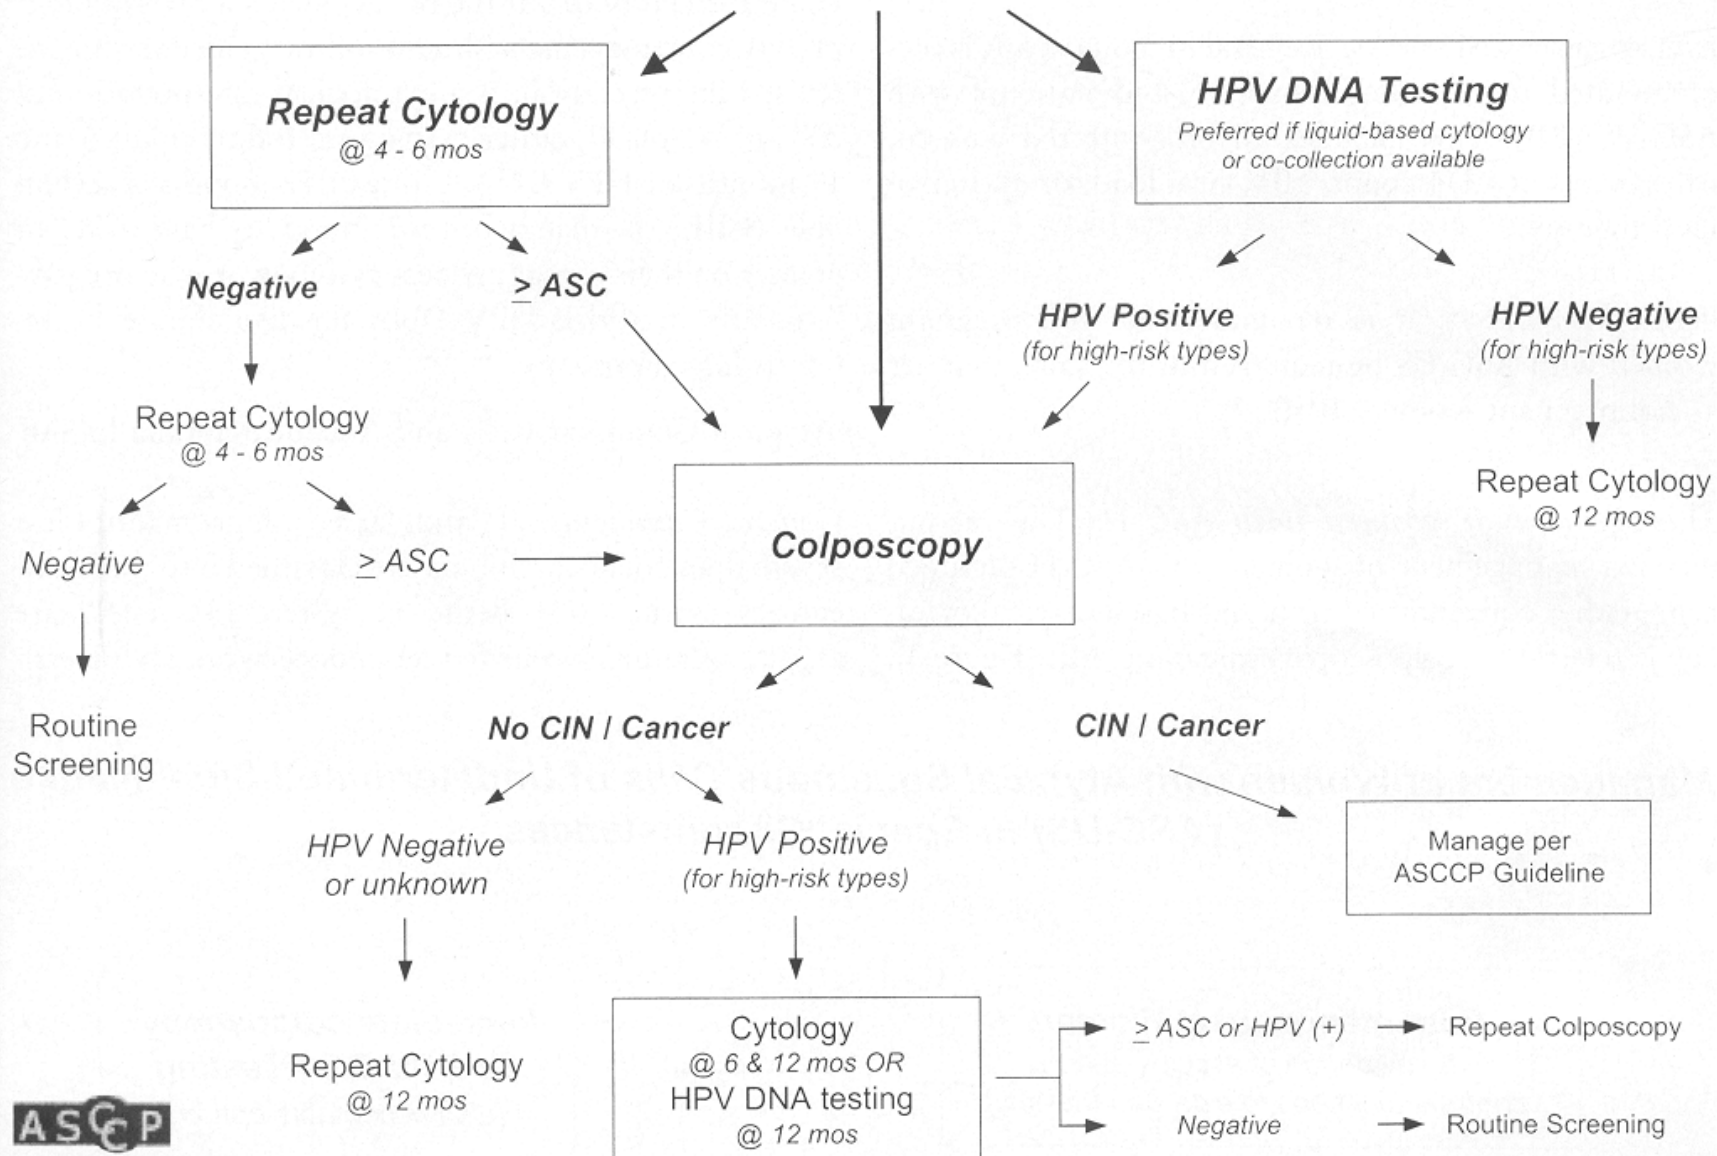 Repeat Cytology
@ 4 - 6 mos
HPV DNA Testing
Preferred if liquid-based cytology
or co-collection available
Negative
≥ ASC
HPV Positive
(for high-risk types)
HPV Negative
(for high-risk types)
Repeat Cytology
@ 4 - 6 mos
Repeat Cytology
@ 12 mos
Negative
≥ ASC
Colposcopy
Routine
Screening
No CIN / Cancer
CIN / Cancer
HPV Negative
or unknown
HPV Positive
(for high-risk types)
Manage per
ASCCP Guideline
Repeat Cytology
@ 12 mos
Cytology
@ 6 & 12 mos OR
HPV DNA testing
@ 12 mos
≥ ASC or HPV (+)
Repeat Colposcopy
Negative
Routine Screening
ASCCP